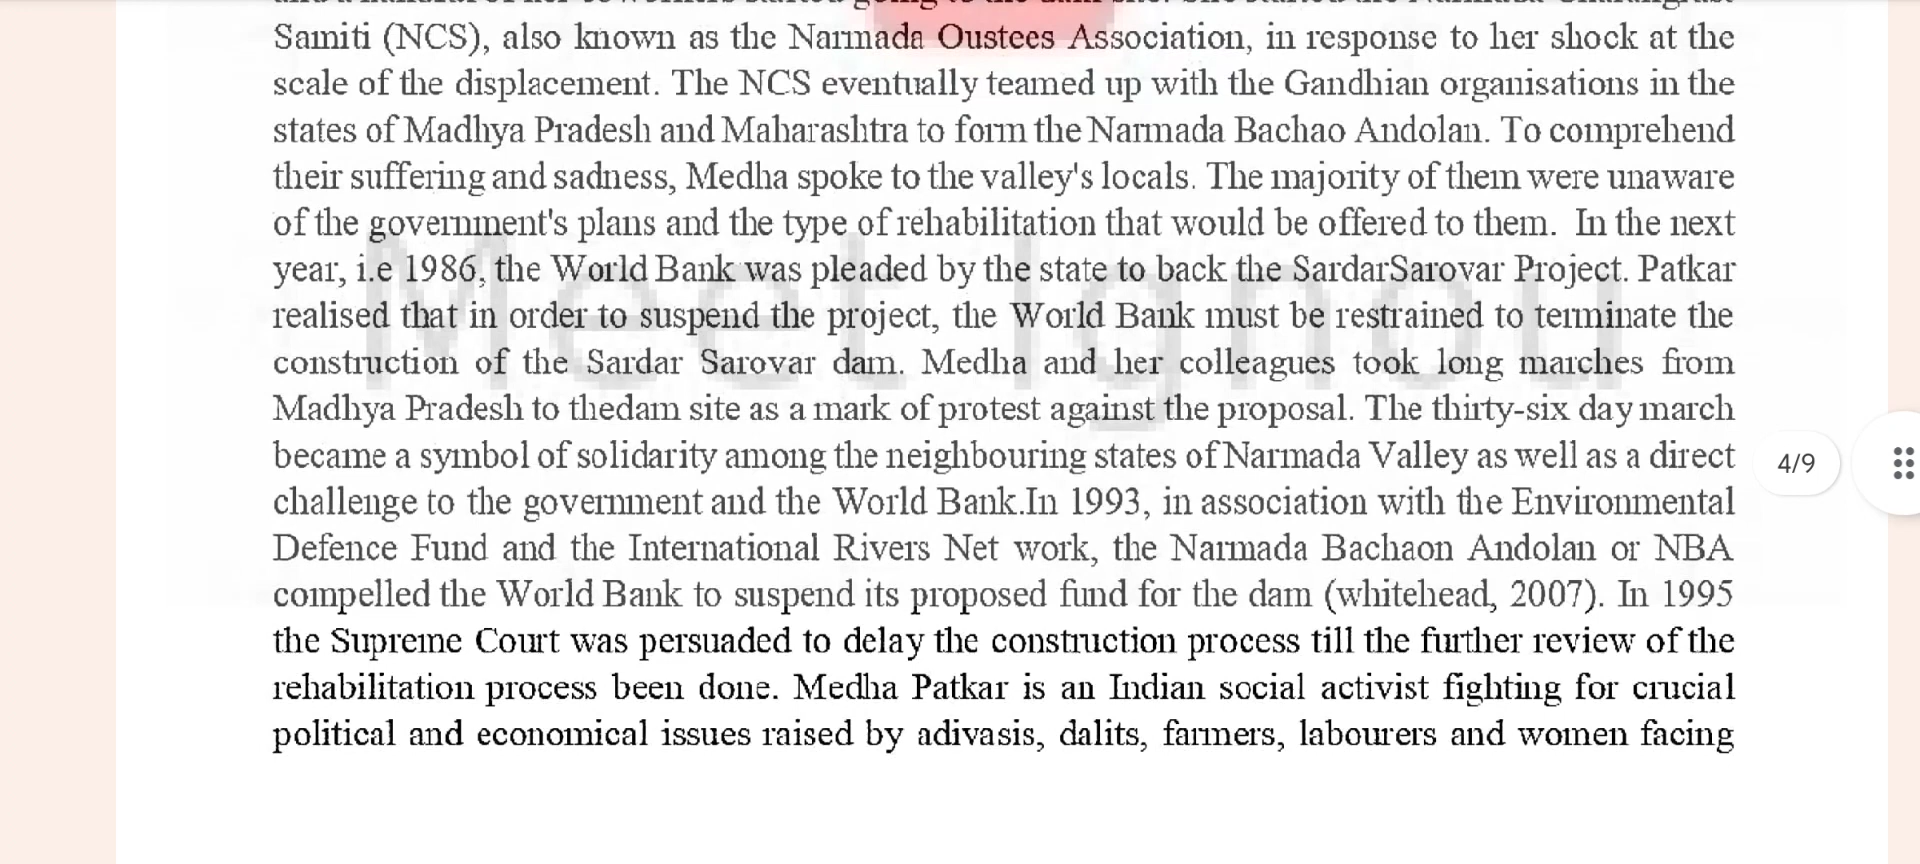 Samiti (NCS), also known as the Narmada Oustees Association, in response to her shock at the
scale of the displacement. The NCS eventually teamed up with the Gandhian organisations in the
states of Madhya Pradesh and Maharashtra to form the Narmada Bachao Andolan. To comprehend
their suffering and sadness, Medha spoke to the valley's locals. The majority of them were unaware
of the government's plans and the type of rehabilitation that would be offered to them. In the next
year, i.e 1986, the World Bank was pleaded by the state to back the SardarSarovar Project. Patkar
realised that in order to suspend the project, the World Bank must be restrained to terminate the
construction of the Sardar Sarovar dam. Medha and her colleagues took long marches from
Madhya Pradesh to thedam site as a mark of protest against the proposal. The thirty-six day march
became a symbol of solidarity among the neighbouring states of Narmada Valley as well as a direct
challenge to the government and the World Bank.In 1993, in association with the Environmental
Defence Fund and the International Rivers Net work, the Narmada Bachaon Andolan or NBA
compelled the World Bank to suspend its proposed fund for the dam (whitehead, 2007). In 1995
the Supreme Court was persuaded to delay the construction process till the further review of the
rehabilitation process been done. Medha Patkar is an Indian social activist fighting for crucial
political and economical issues raised by adivasis, dalits, farmers, labourers and women facing
Meet Ignou
4/9